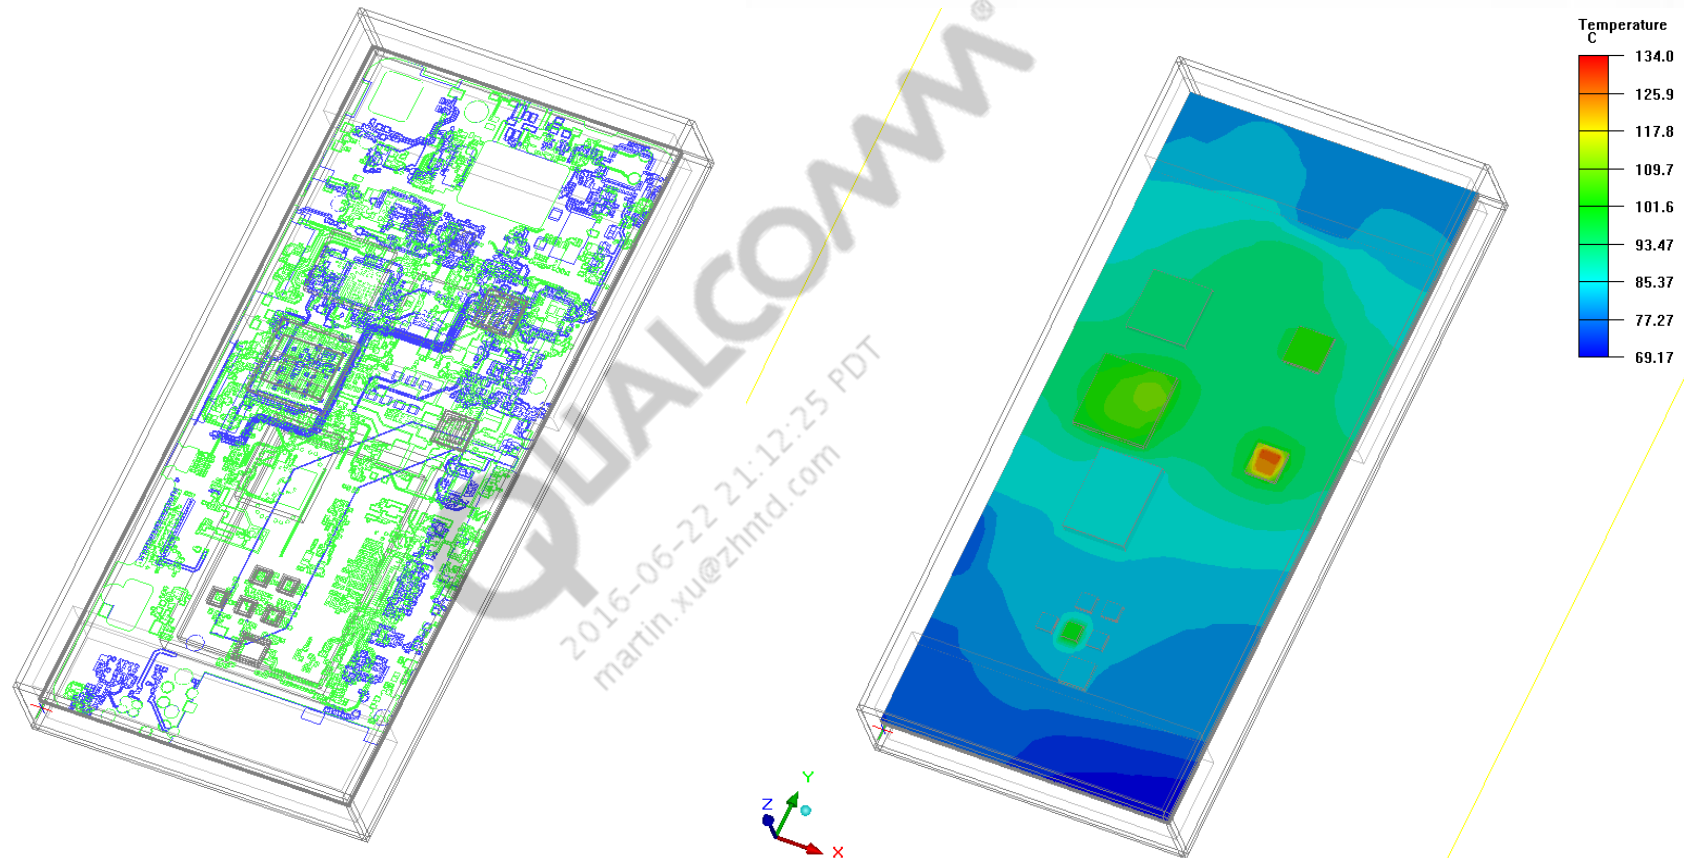 QUALCOMM®
2016-06-22 21:12:25 PDT
martin.xu@zhntd.com
Temperature
C
134.0
125.9
117.8
109.7
101.6
93.47
85.37
77.27
69.17
Y
Z
X